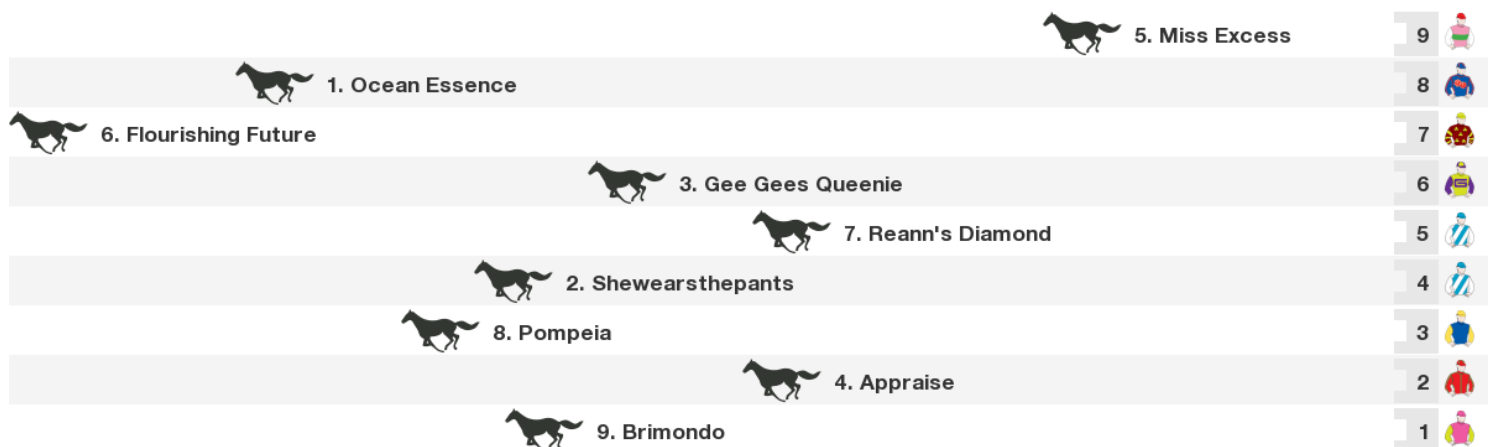 5. Miss Excess 9
1. Ocean Essence 8
6. Flourishing Future 7
3. Gee Gees Queenie 6
7. Reann's Diamond 5
2. Shewearsthepants 4
8. Pompeia 3
4. Appraise 2
9. Brimondo 1